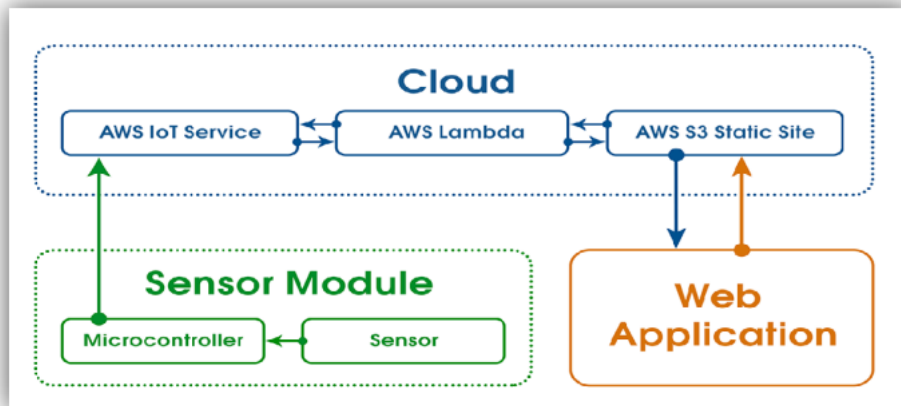 Cloud
AWS IoT Service
AWS Lambda
AWS S3 Static Site
Sensor Module
Microcontroller
Sensor
Web
Application